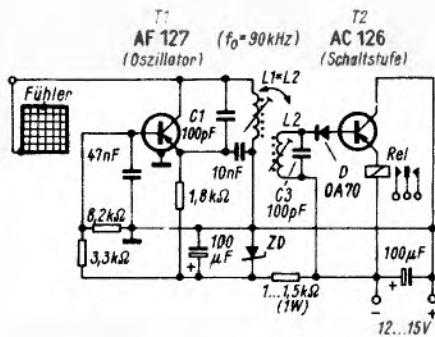 T1
AF 127
(Oszillator)
(f₀=90kHz)
T2
AC 126
(Schaltstufe)
L1=L2
Fühler
C1
100pF
L2
47nF
10nF
D
OA70
Rel
C3
100pF
1,8kΩ
8,2kΩ
100
μF
+
ZD
3,3kΩ
1...1,5kΩ
(1W)
100μF
+
−
+
12...15V